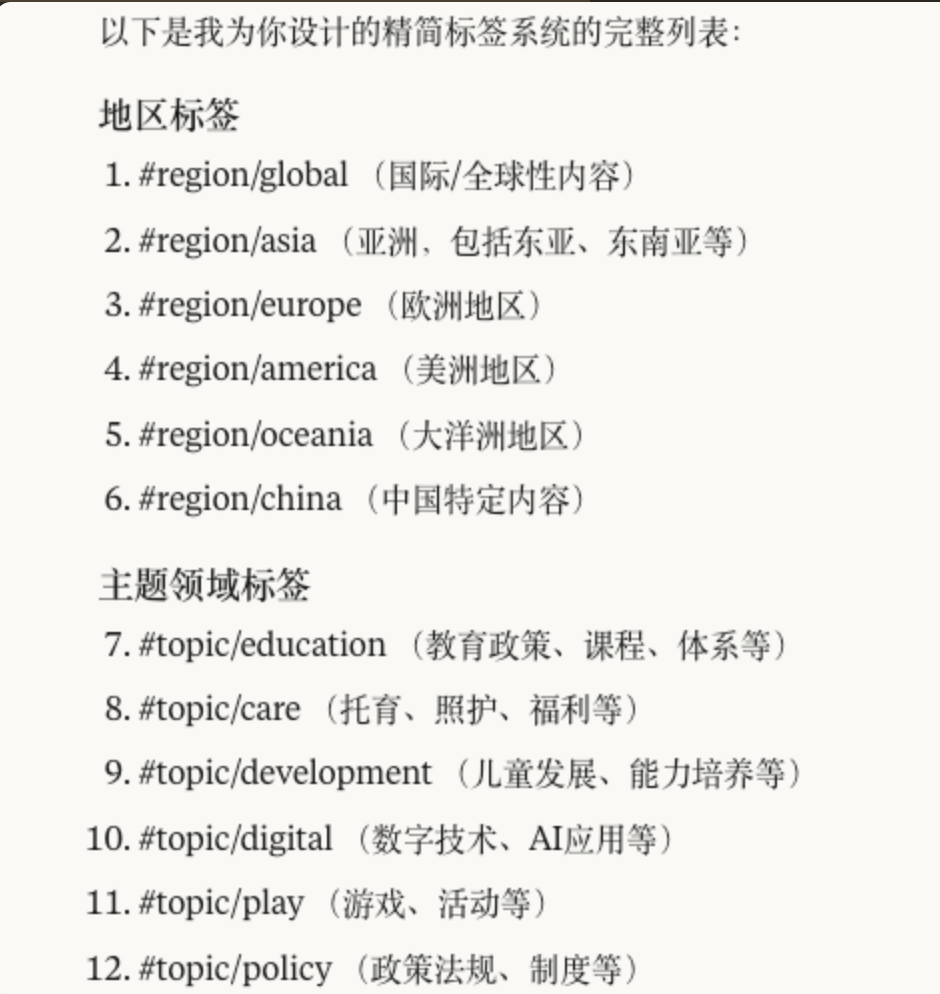 以下是我为你设计的精简标签系统的完整列表：
地区标签
1. #region/global （国际/全球性内容）
2. #region/asia （亚洲，包括东亚、东南亚等）
3. #region/europe （欧洲地区）
4. #region/america （美洲地区）
5. #region/oceania （大洋洲地区）
6. #region/china （中国特定内容）
主题领域标签
7. #topic/education （教育政策、课程、体系等）
8. #topic/care （托育、照护、福利等）
9. #topic/development （儿童发展、能力培养等）
10. #topic/digital （数字技术、AI应用等）
11. #topic/play （游戏、活动等）
12. #topic/policy （政策法规、制度等）